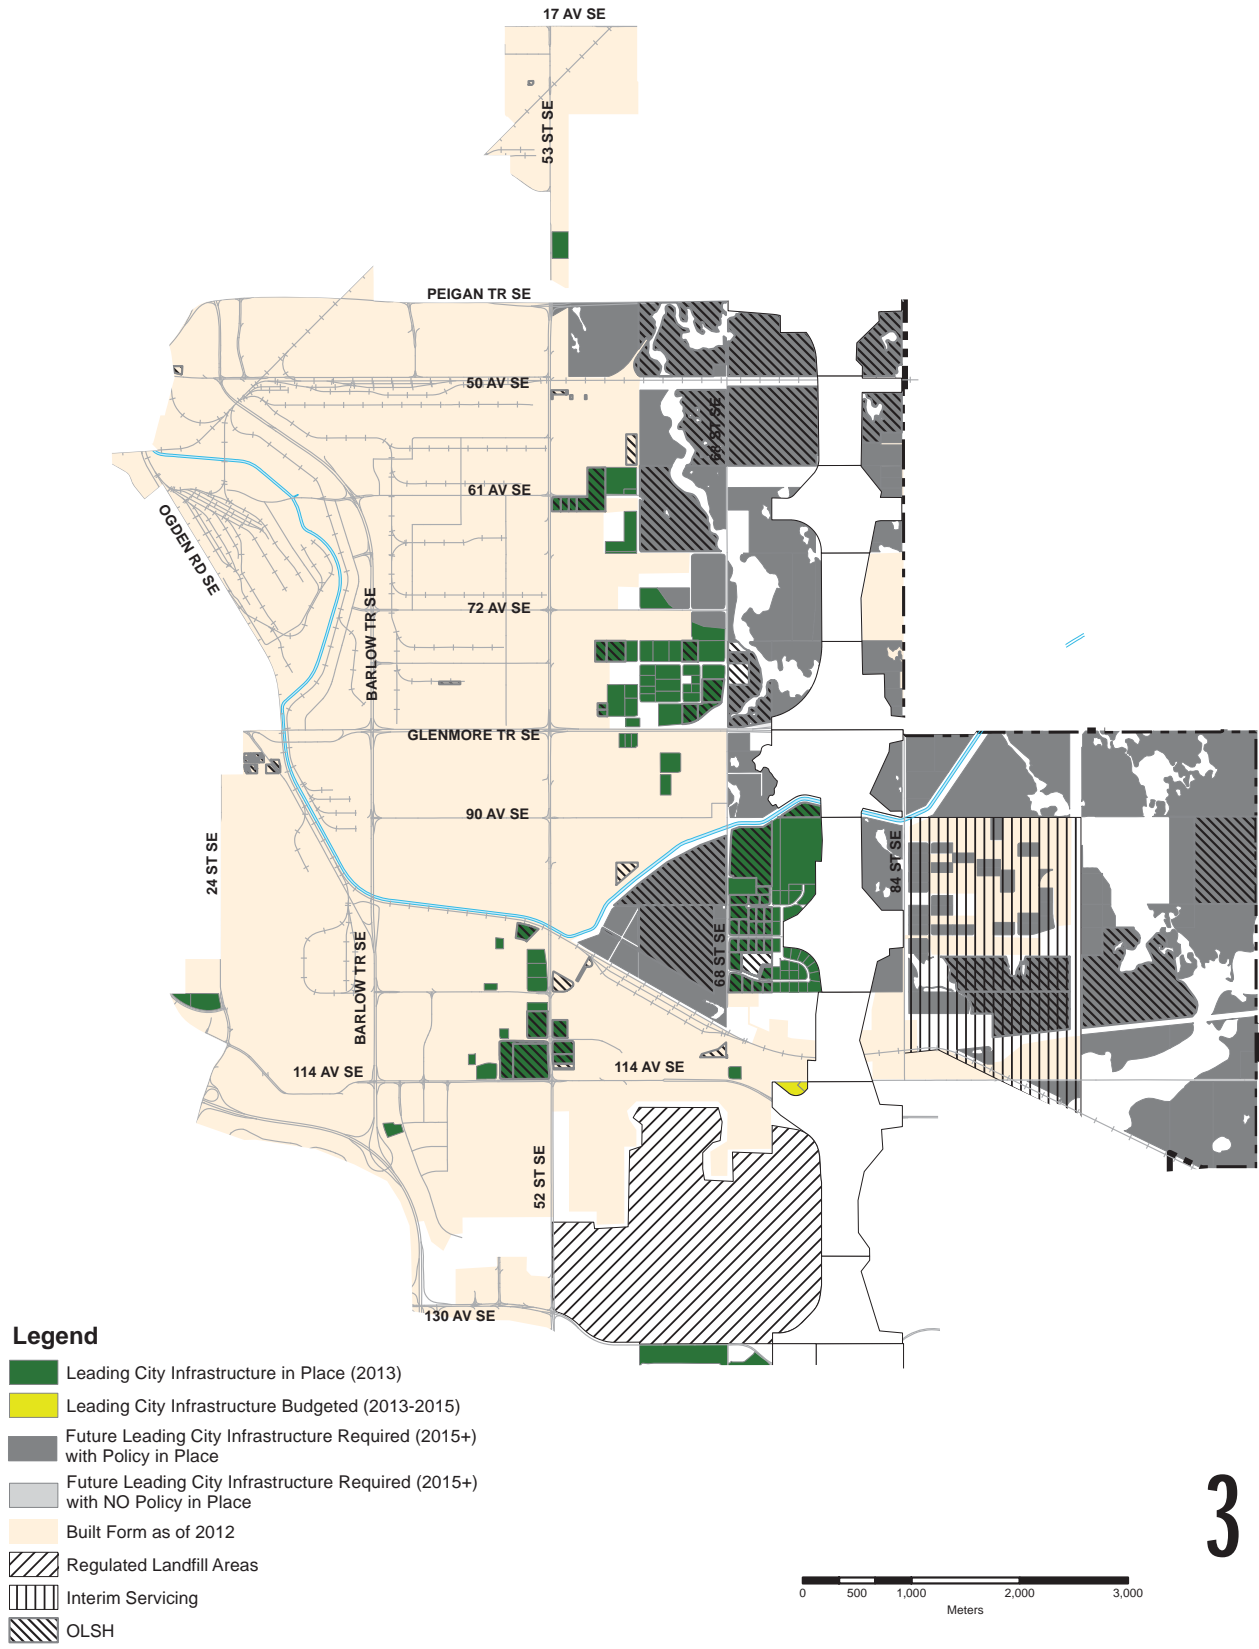 17 AV SE
53 ST SE
PEIGAN TR SE
50 AV SE
68 ST SE
61 AV SE
OGDEN RD SE
BARLOW TR SE
72 AV SE
GLENMORE TR SE
90 AV SE
24 ST SE
84 ST SE
68 ST SE
BARLOW TR SE
114 AV SE
114 AV SE
52 ST SE
130 AV SE
Legend
Leading City Infrastructure in Place (2013)
Leading City Infrastructure Budgeted (2013-2015)
Future Leading City Infrastructure Required (2015+)
with Policy in Place
Future Leading City Infrastructure Required (2015+)
with NO Policy in Place
Built Form as of 2012
Regulated Landfill Areas
Interim Servicing
OLSH
3
0 500 1,000 2,000 3,000
Meters